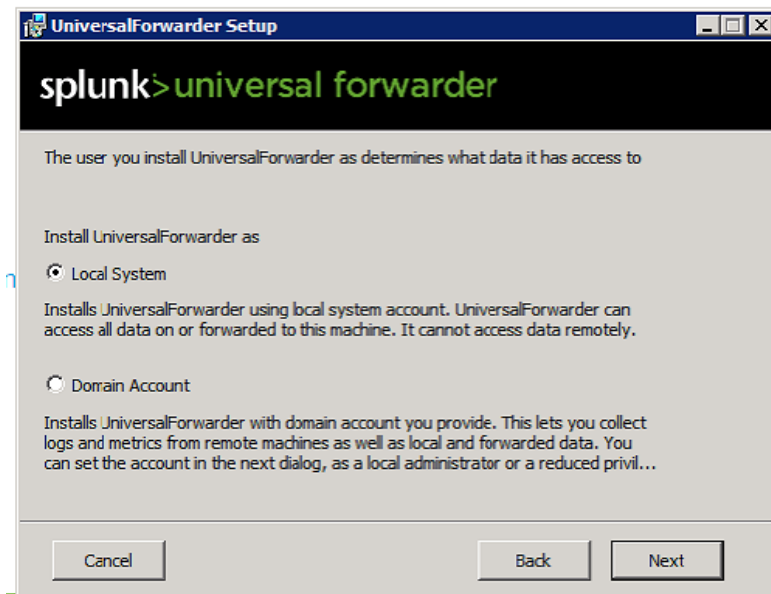 UniversalForwarder Setup
splunk>universal forwarder
The user you install UniversalForwarder as determines what data it has access to
Install UniversalForwarder as
Local System
Installs UniversalForwarder using local system account. UniversalForwarder can
access all data on or forwarded to this machine. It cannot access data remotely.
Domain Account
Installs UniversalForwarder with domain account you provide. This lets you collect
logs and metrics from remote machines as well as local and forwarded data. You
can set the account in the next dialog, as a local administrator or a reduced privil...
Cancel
Back
Next